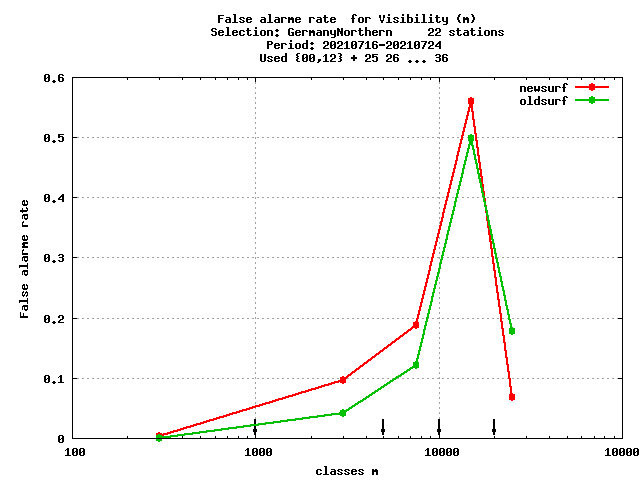 False alarme rate  for Visibility (m)
Selection: GermanyNorthern     22 stations
Period: 20210716-20210724
Used {00,12} + 25 26 ... 36
newsurf
oldsurf
0.6
0.5
0.4
0.3
0.2
0.1
0
False alarme rate
100
1000
10000
10000
classes m